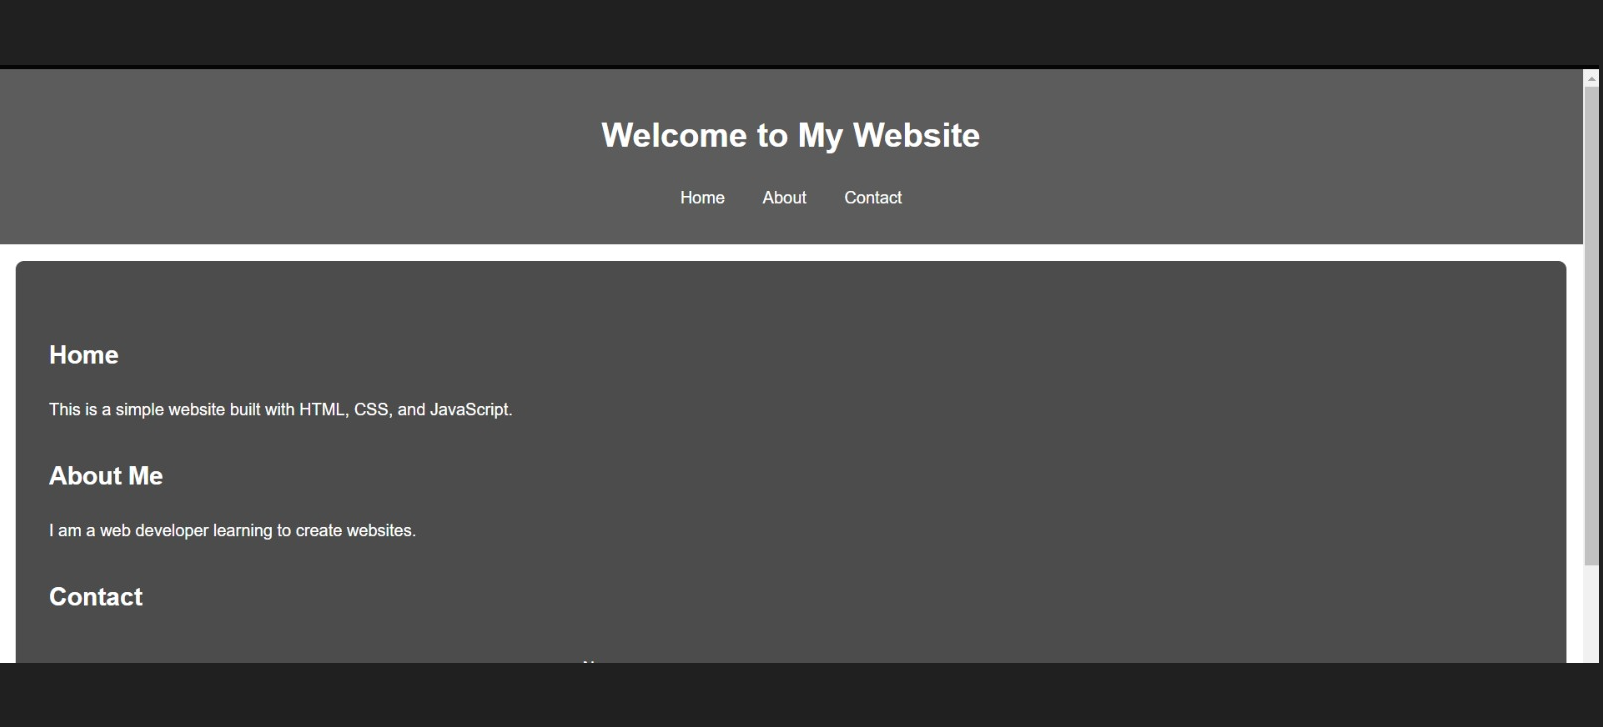 Welcome to My Website
Home About Contact
Home
This is a simple website built with HTML, CSS, and JavaScript.
About Me
I am a web developer learning to create websites.
Contact